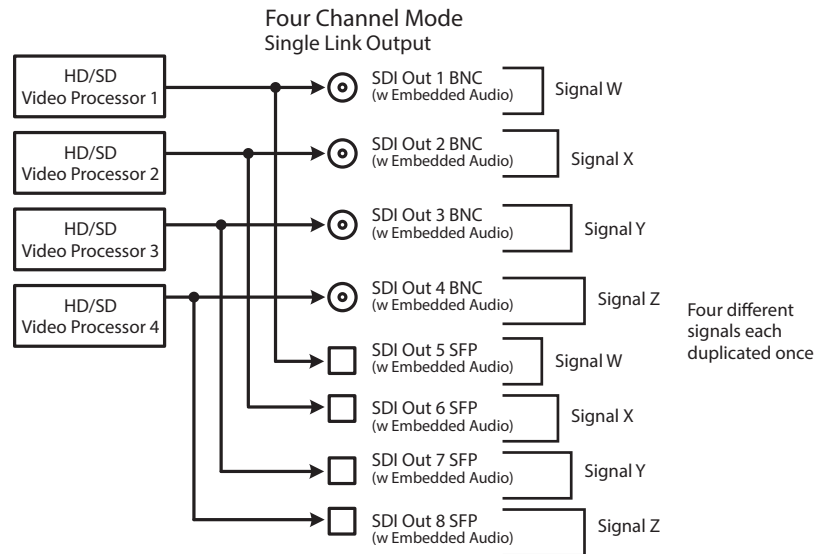 Four Channel Mode
Single Link Output
HD/SD
Video Processor 1
SDI Out 1 BNC
(w Embedded Audio)
Signal W
HD/SD
Video Processor 2
SDI Out 2 BNC
(w Embedded Audio)
Signal X
HD/SD
Video Processor 3
SDI Out 3 BNC
(w Embedded Audio)
Signal Y
HD/SD
Video Processor 4
SDI Out 4 BNC
(w Embedded Audio)
Signal Z
Four different
signals each
duplicated once
SDI Out 5 SFP
(w Embedded Audio)
Signal W
SDI Out 6 SFP
(w Embedded Audio)
Signal X
SDI Out 7 SFP
(w Embedded Audio)
Signal Y
SDI Out 8 SFP
(w Embedded Audio)
Signal Z